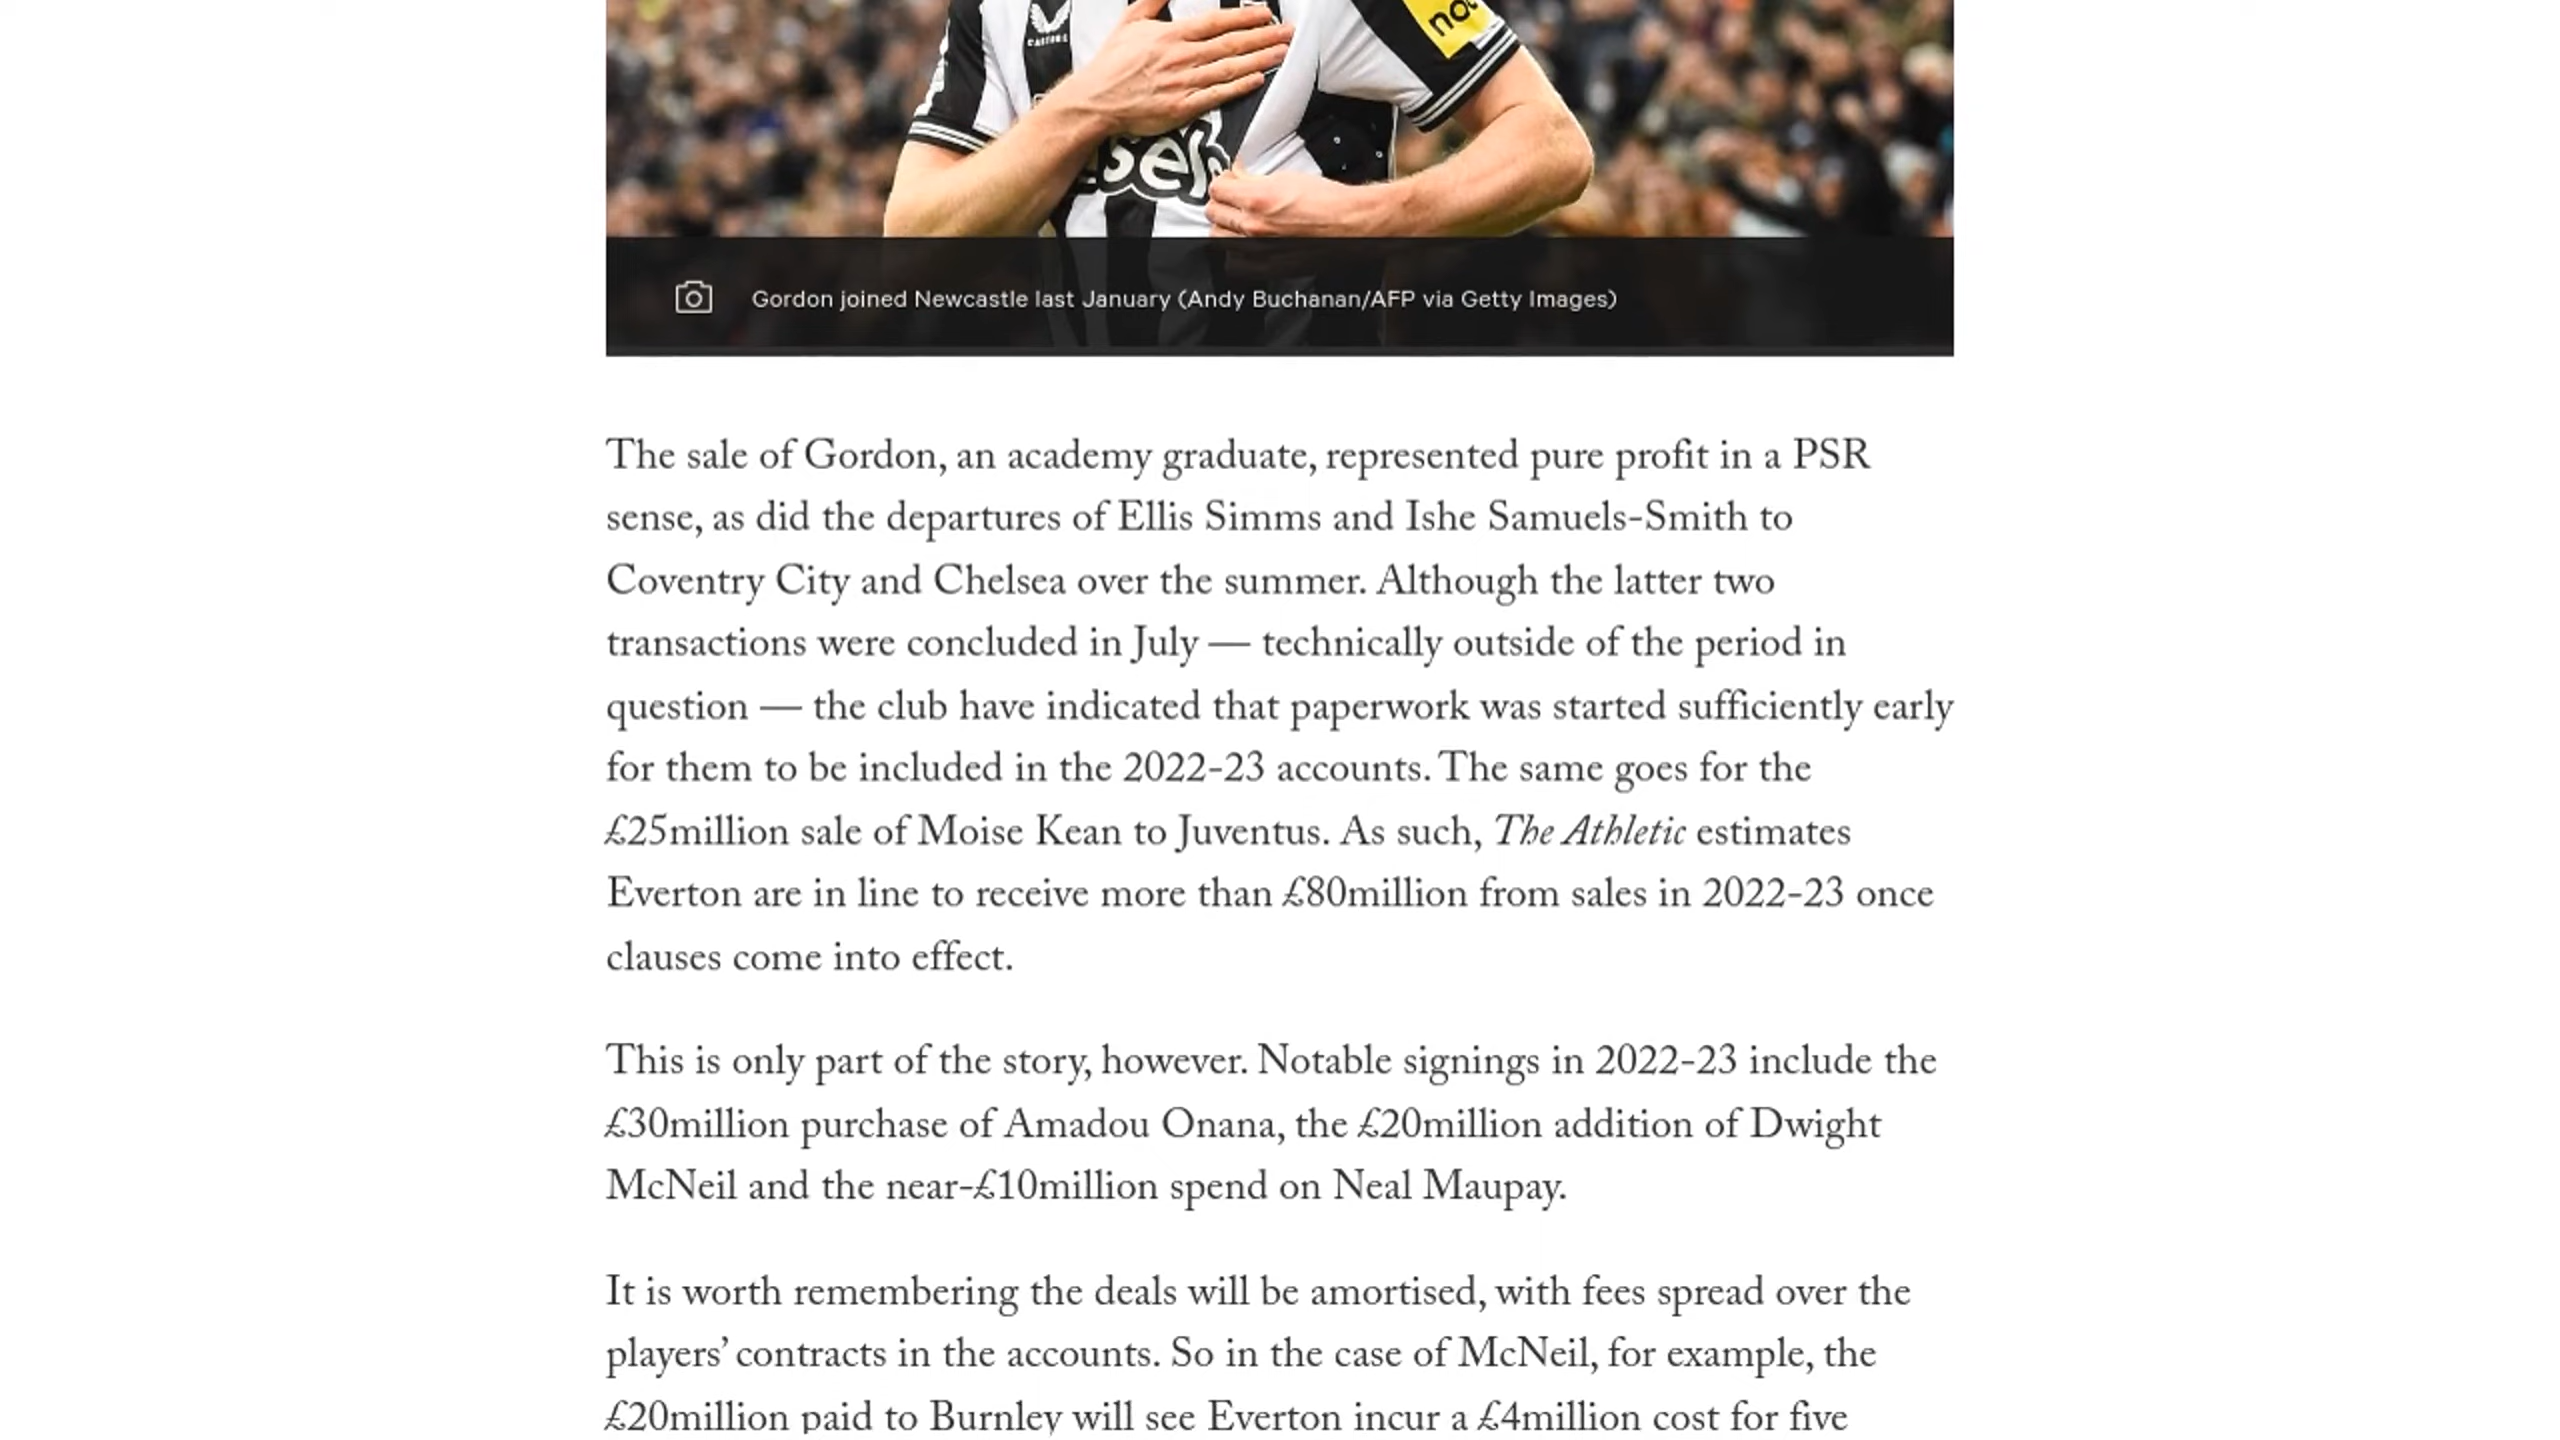 CASTORE
noo
sela
Gordon joined Newcastle last January (Andy Buchanan/AFP via Getty Images)
The sale of Gordon, an academy graduate, represented pure profit in a PSR
sense, as did the departures of Ellis Simms and Ishe Samuels-Smith to
Coventry City and Chelsea over the summer. Although the latter two
transactions were concluded in July — technically outside of the period in
question — the club have indicated that paperwork was started sufficiently early
for them to be included in the 2022-23 accounts. The same goes for the
£25million sale of Moise Kean to Juventus. As such, The Athletic estimates
Everton are in line to receive more than £80million from sales in 2022-23 once
clauses come into effect.
This is only part of the story, however. Notable signings in 2022-23 include the
£30million purchase of Amadou Onana, the £20million addition of Dwight
McNeil and the near-£10million spend on Neal Maupay.
It is worth remembering the deals will be amortised, with fees spread over the
players’ contracts in the accounts. So in the case of McNeil, for example, the
£20million paid to Burnley will see Everton incur a £4million cost for five